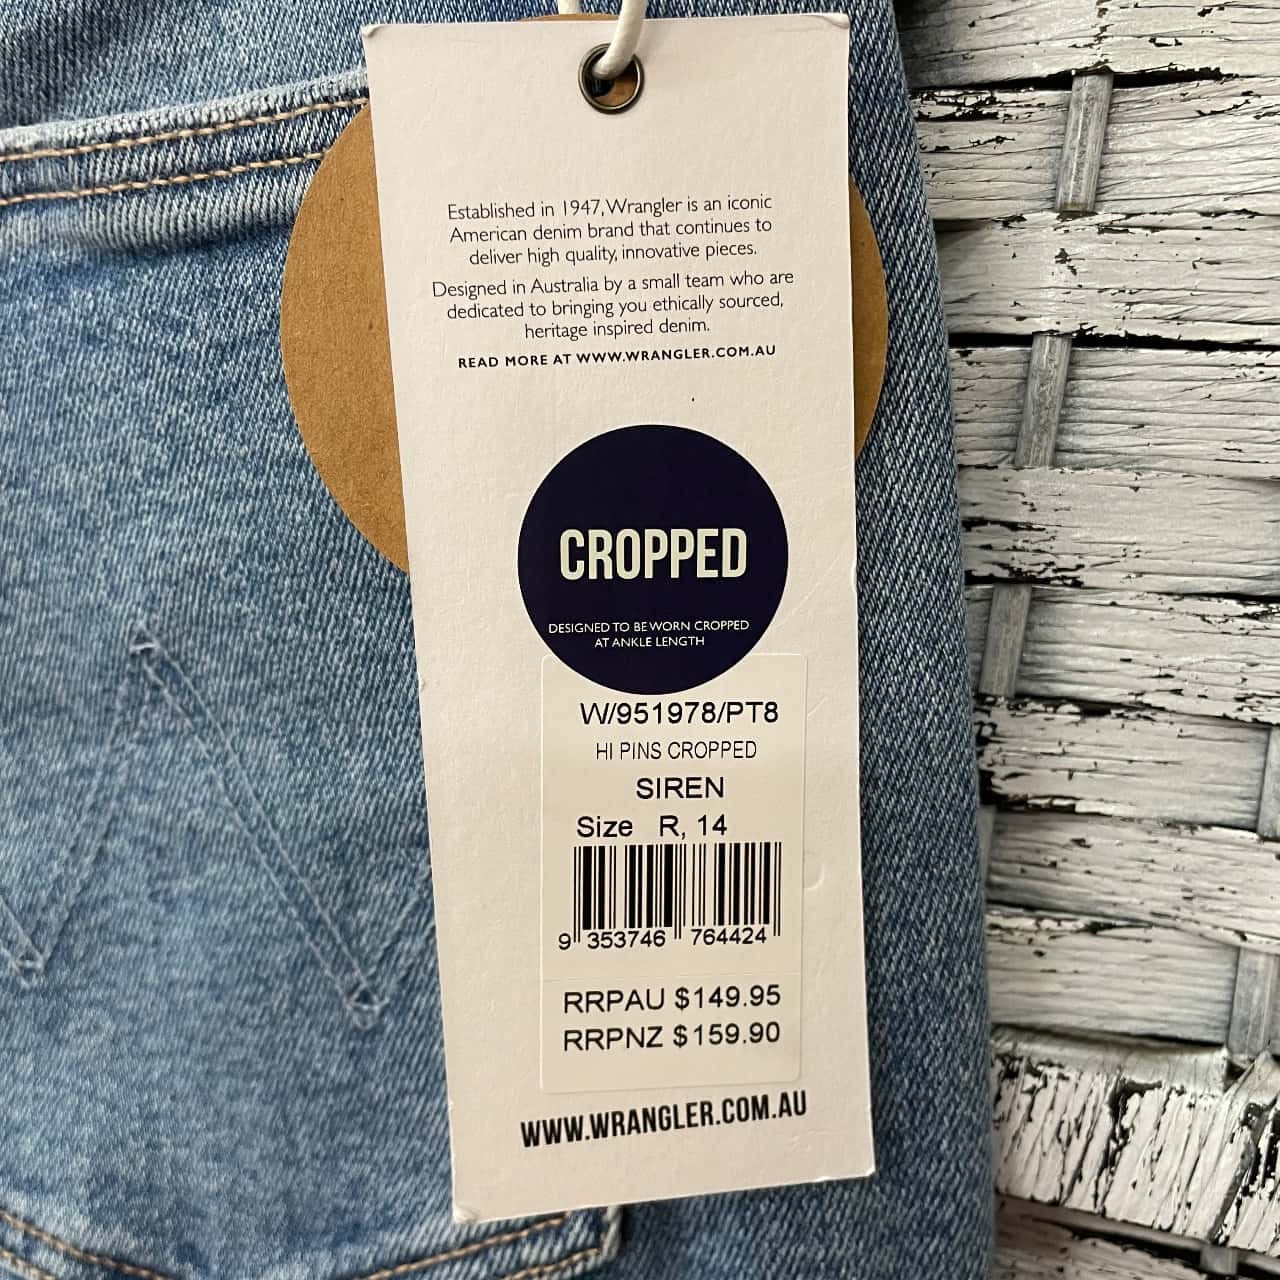 Established in 1947, Wrangler is an iconic
American denim brand that continues to
deliver high quality, innovative pieces.
Designed in Australia by a small team who are
dedicated to bringing you ethically sourced,
heritage inspired denim.
READ MORE AT WWW.WRANGLER.COM.AU
CROPPED
DESIGNED TO BE WORN CROPPED
AT ANKLE LENGTH
W/951978/PT8
HI PINS CROPPED
SIREN
Size R, 14
9 353746 764424
RRPAU $149.95
RRPNZ $159.90
WWW.WRANGLER.COM.AU